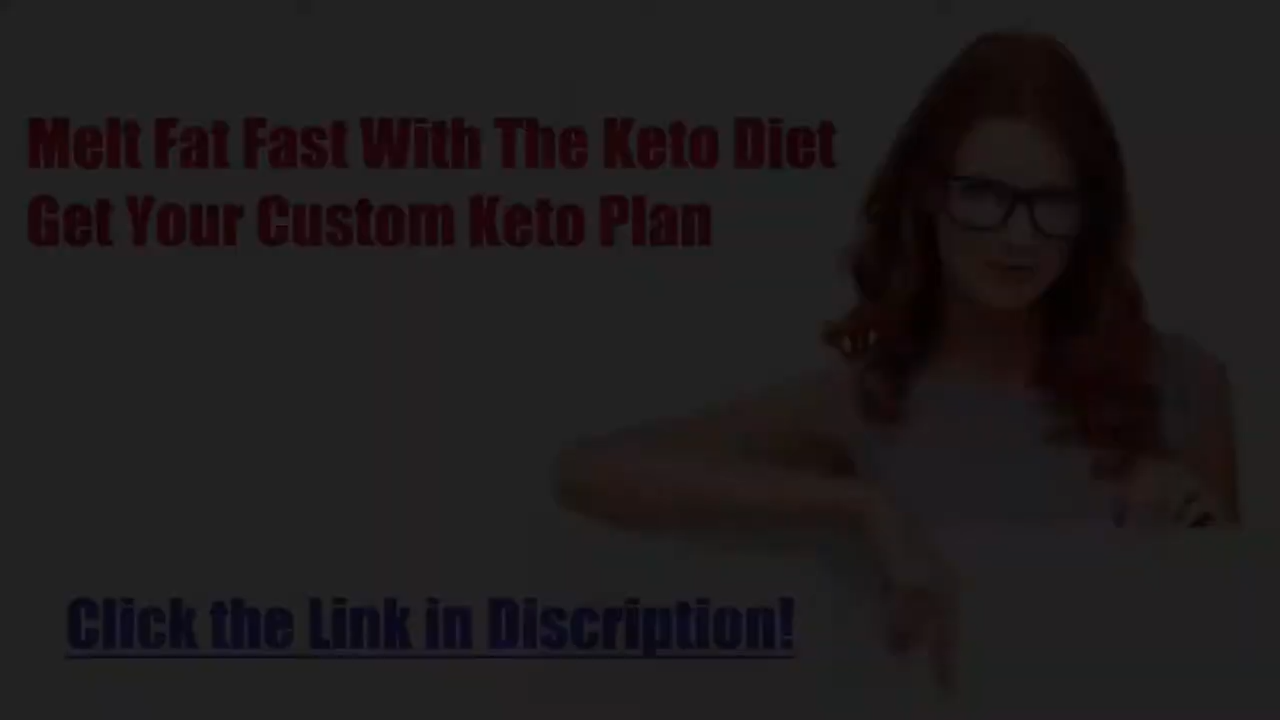 Melt Fat Fast With The Keto Diet
Get Your Custom Keto Plan
Click the Link in Discription!